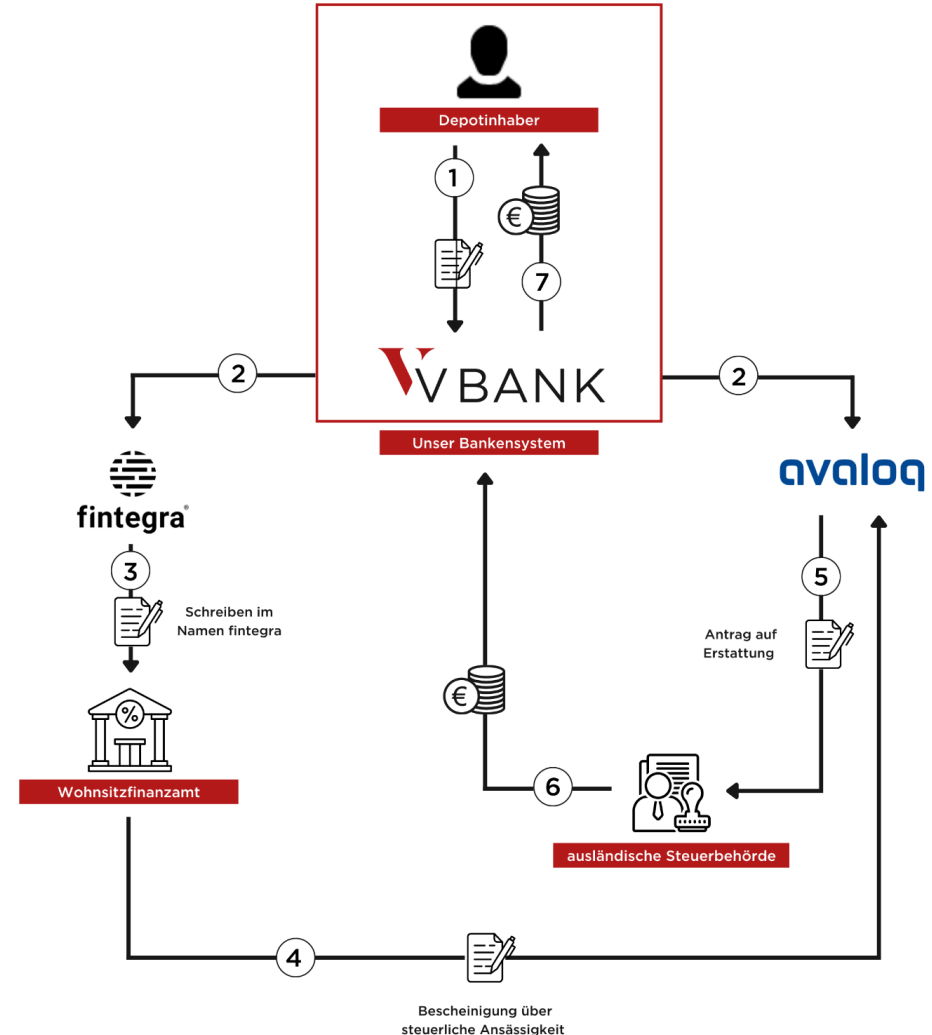 Depotinhaber
1
€
7
V BANK
2
2
Unser Bankensystem
fintegra®
avaloq
3
5
Schreiben im
Namen fintegra
Antrag auf
Erstattung
%
€
Wohnsitzfinanzamt
6
ausländische Steuerbehörde
4
Bescheinigung über
steuerliche Ansässigkeit